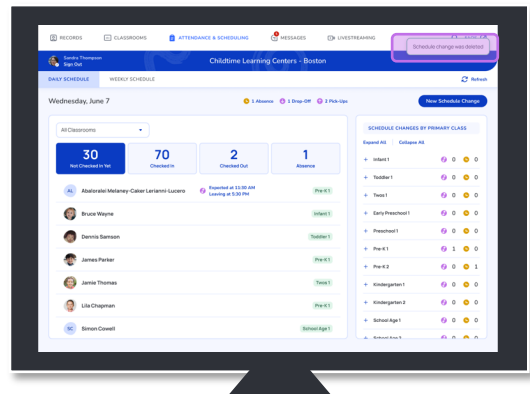 RECORDS CLASSROOMS ATTENDANCE & SCHEDULING MESSAGES LIVESTREAMING
Schedule change was deleted
Sandra Thompson
Sign Out
Childtime Learning Centers - Boston
DAILY SCHEDULE WEEKLY SCHEDULE Refresh
Wednesday, June 7 1 Absence 1 Drop-Off 2 Pick-Ups New Schedule Change
All Classrooms
30 70 2 1
Not Checked In Yet Checked In Checked Out Absence
AL Abaloralei Melaney-Caker Lerianni-Lucero Expected at 11:30 AM Pre-K 1
Leaving at 5:30 PM
Bruce Wayne Infant 1
Dennis Samson Toddler 1
James Parker Pre-K 1
Jamie Thomas Twos 1
Lila Chapman Pre-K 1
SC Simon Cowell School Age 1
SCHEDULE CHANGES BY PRIMARY CLASS
Expand All Collapse All
+ Infant 1 0 0
+ Toddler 1 0 0
+ Twos 1 0 0
+ Early Preschool 1 0 0
+ Preschool 1 0 0
+ Pre-K 1 1 0
+ Pre-K 2 0 1
+ Kindergarten 1 0 0
+ Kindergarten 2 0 0
+ School Age 1 0 0